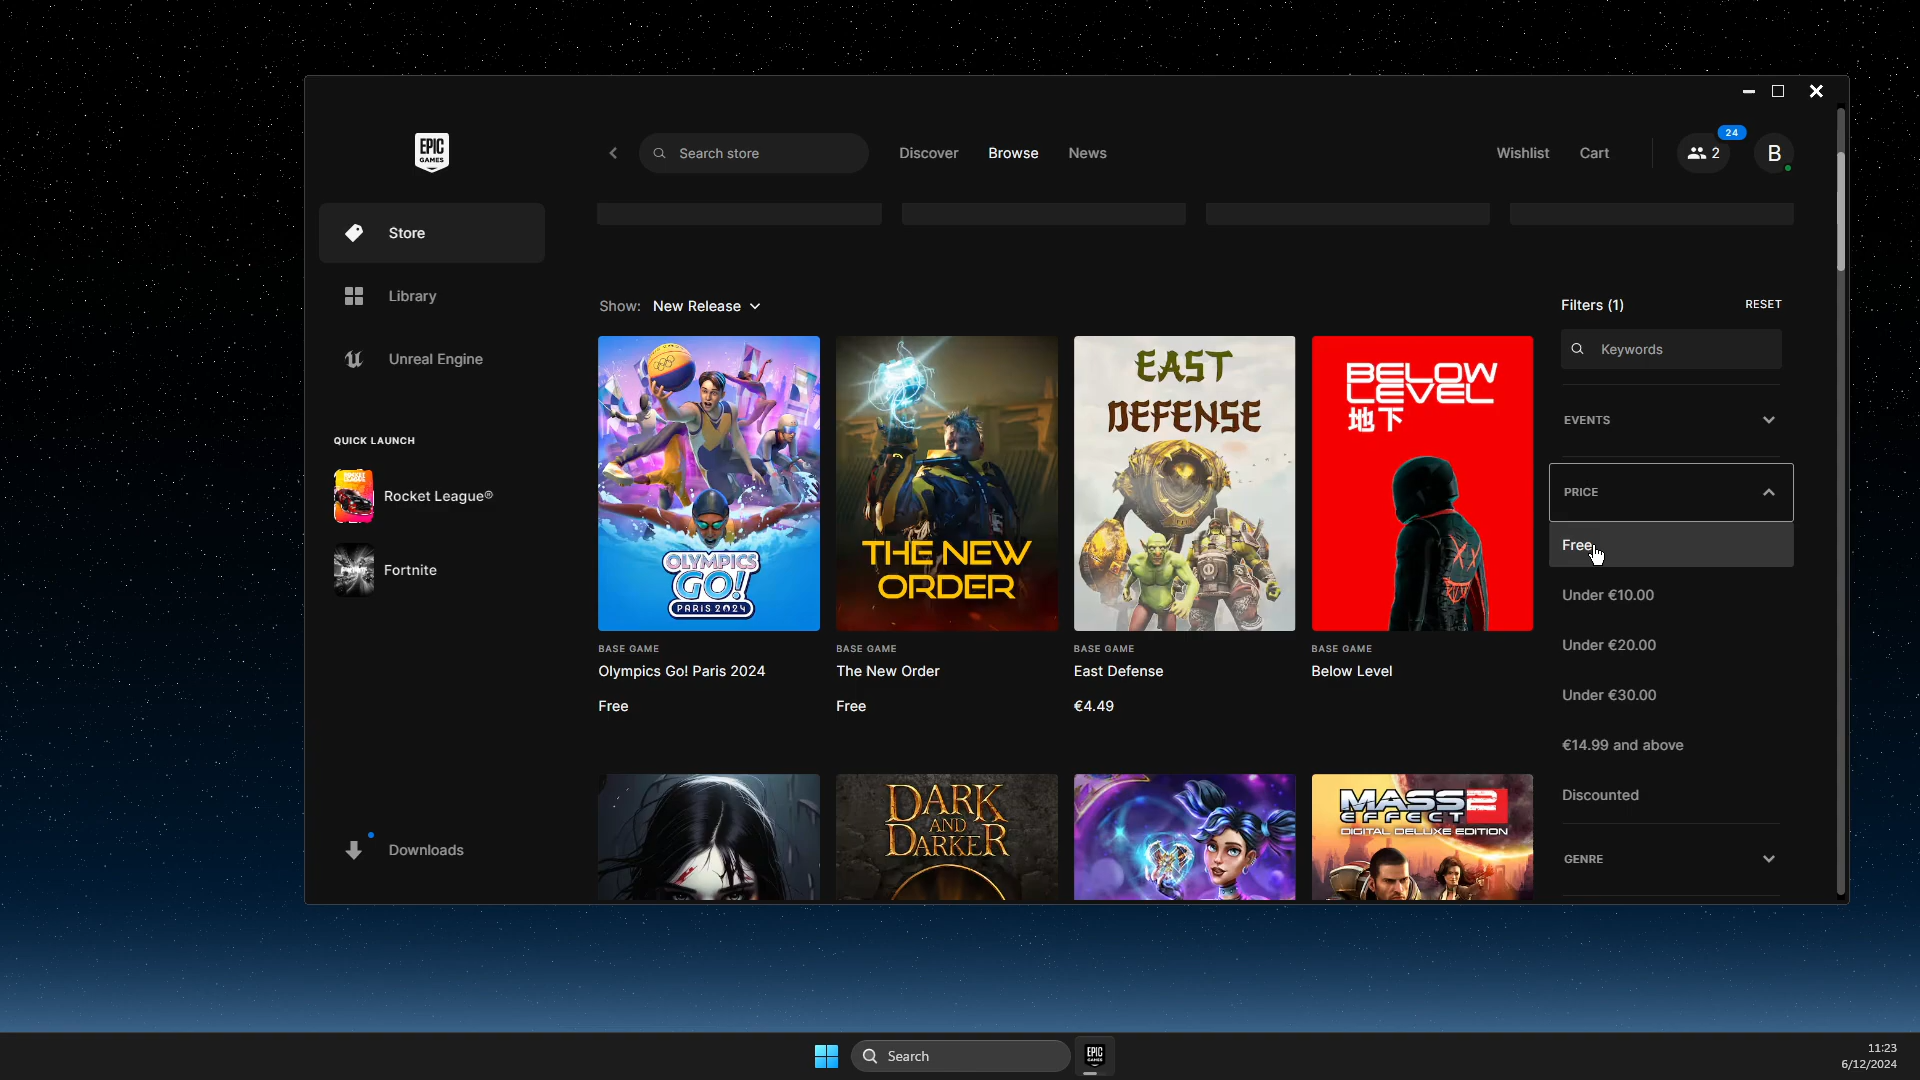 24
EPIC
GAMES
Search store
Discover
Browse
News
Wishlist
Cart
2
B
Store
Library
Unreal Engine
QUICK LAUNCH
Rocket League®
Fortnite
Downloads
Show: New Release
Filters (1)
RESET
Keywords
EVENTS
PRICE
Free
Under €10.00
Under €20.00
Under €30.00
€14.99 and above
Discounted
GENRE
OLYMPICS
GO!
PARIS 2024
THE NEW
ORDER
EAST
DEFENSE
BELOW
LEVEL
地下
XX
BASE GAME
Olympics Go! Paris 2024
Free
BASE GAME
The New Order
Free
BASE GAME
East Defense
€4.49
BASE GAME
Below Level
DARK
AND
DARKER
MASS
EFFECT 2
DIGITAL DELUXE EDITION
Search
EPIC
GAMES
11:23
6/12/2024